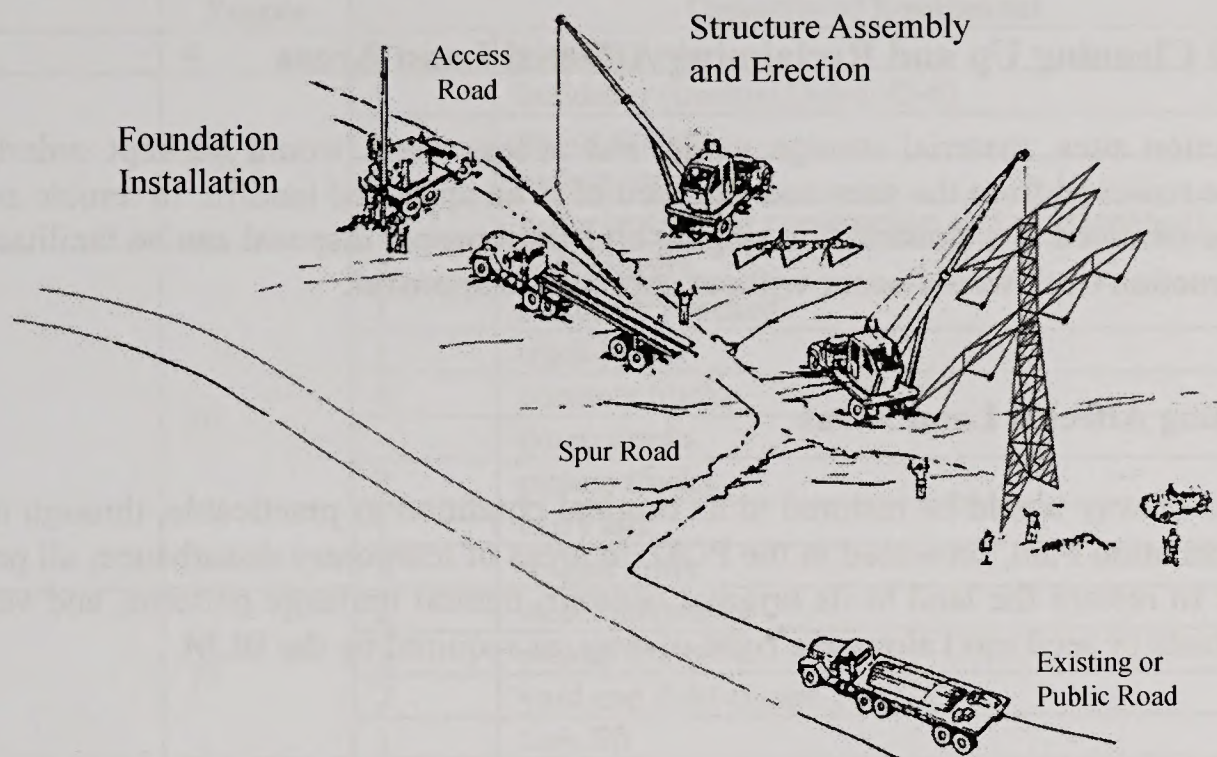 Structure Assembly
and Erection
Access
Road
Foundation
Installation
Spur Road
Existing or
Public Road